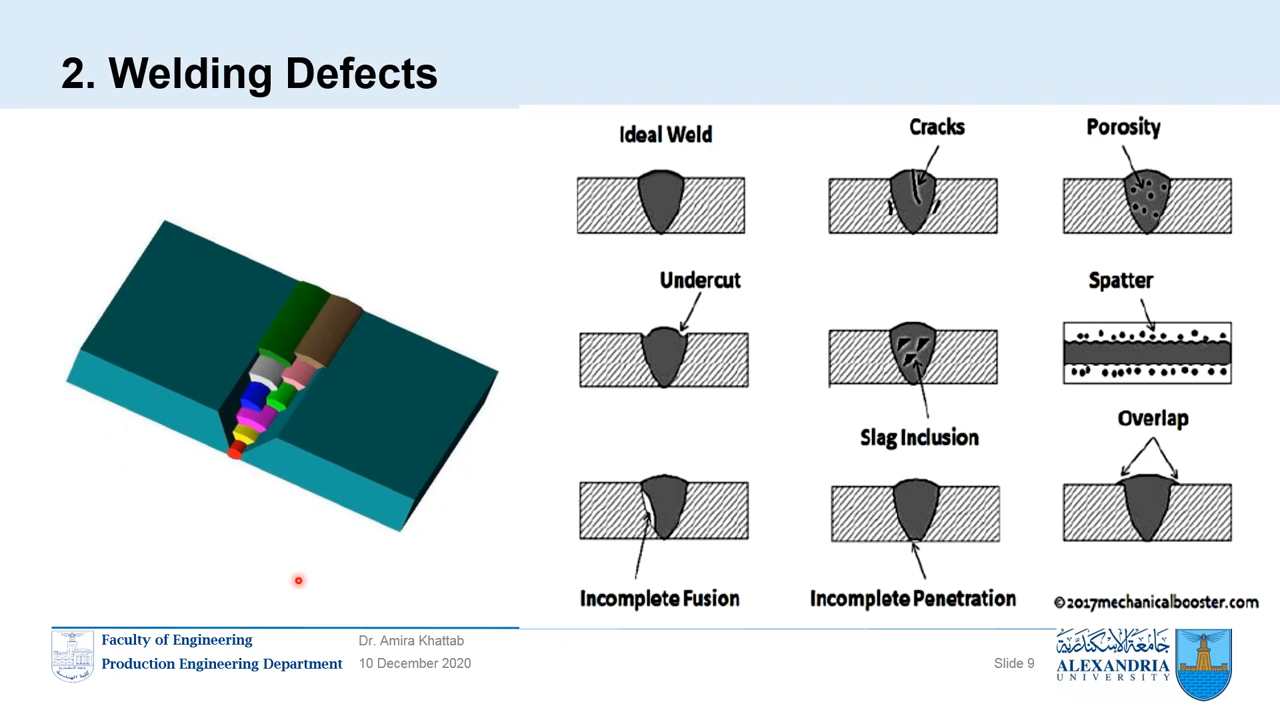 2. Welding Defects
Ideal Weld
Cracks
Porosity
Undercut
Slag Inclusion
Spatter
Incomplete Fusion
Incomplete Penetration
Overlap
©2017mechanicalbooster.com
Faculty of Engineering
Production Engineering Department
Dr. Amira Khattab
10 December 2020
Slide 9
جامعة الإسكندرية
ALEXANDRIA
UNIVERSITY